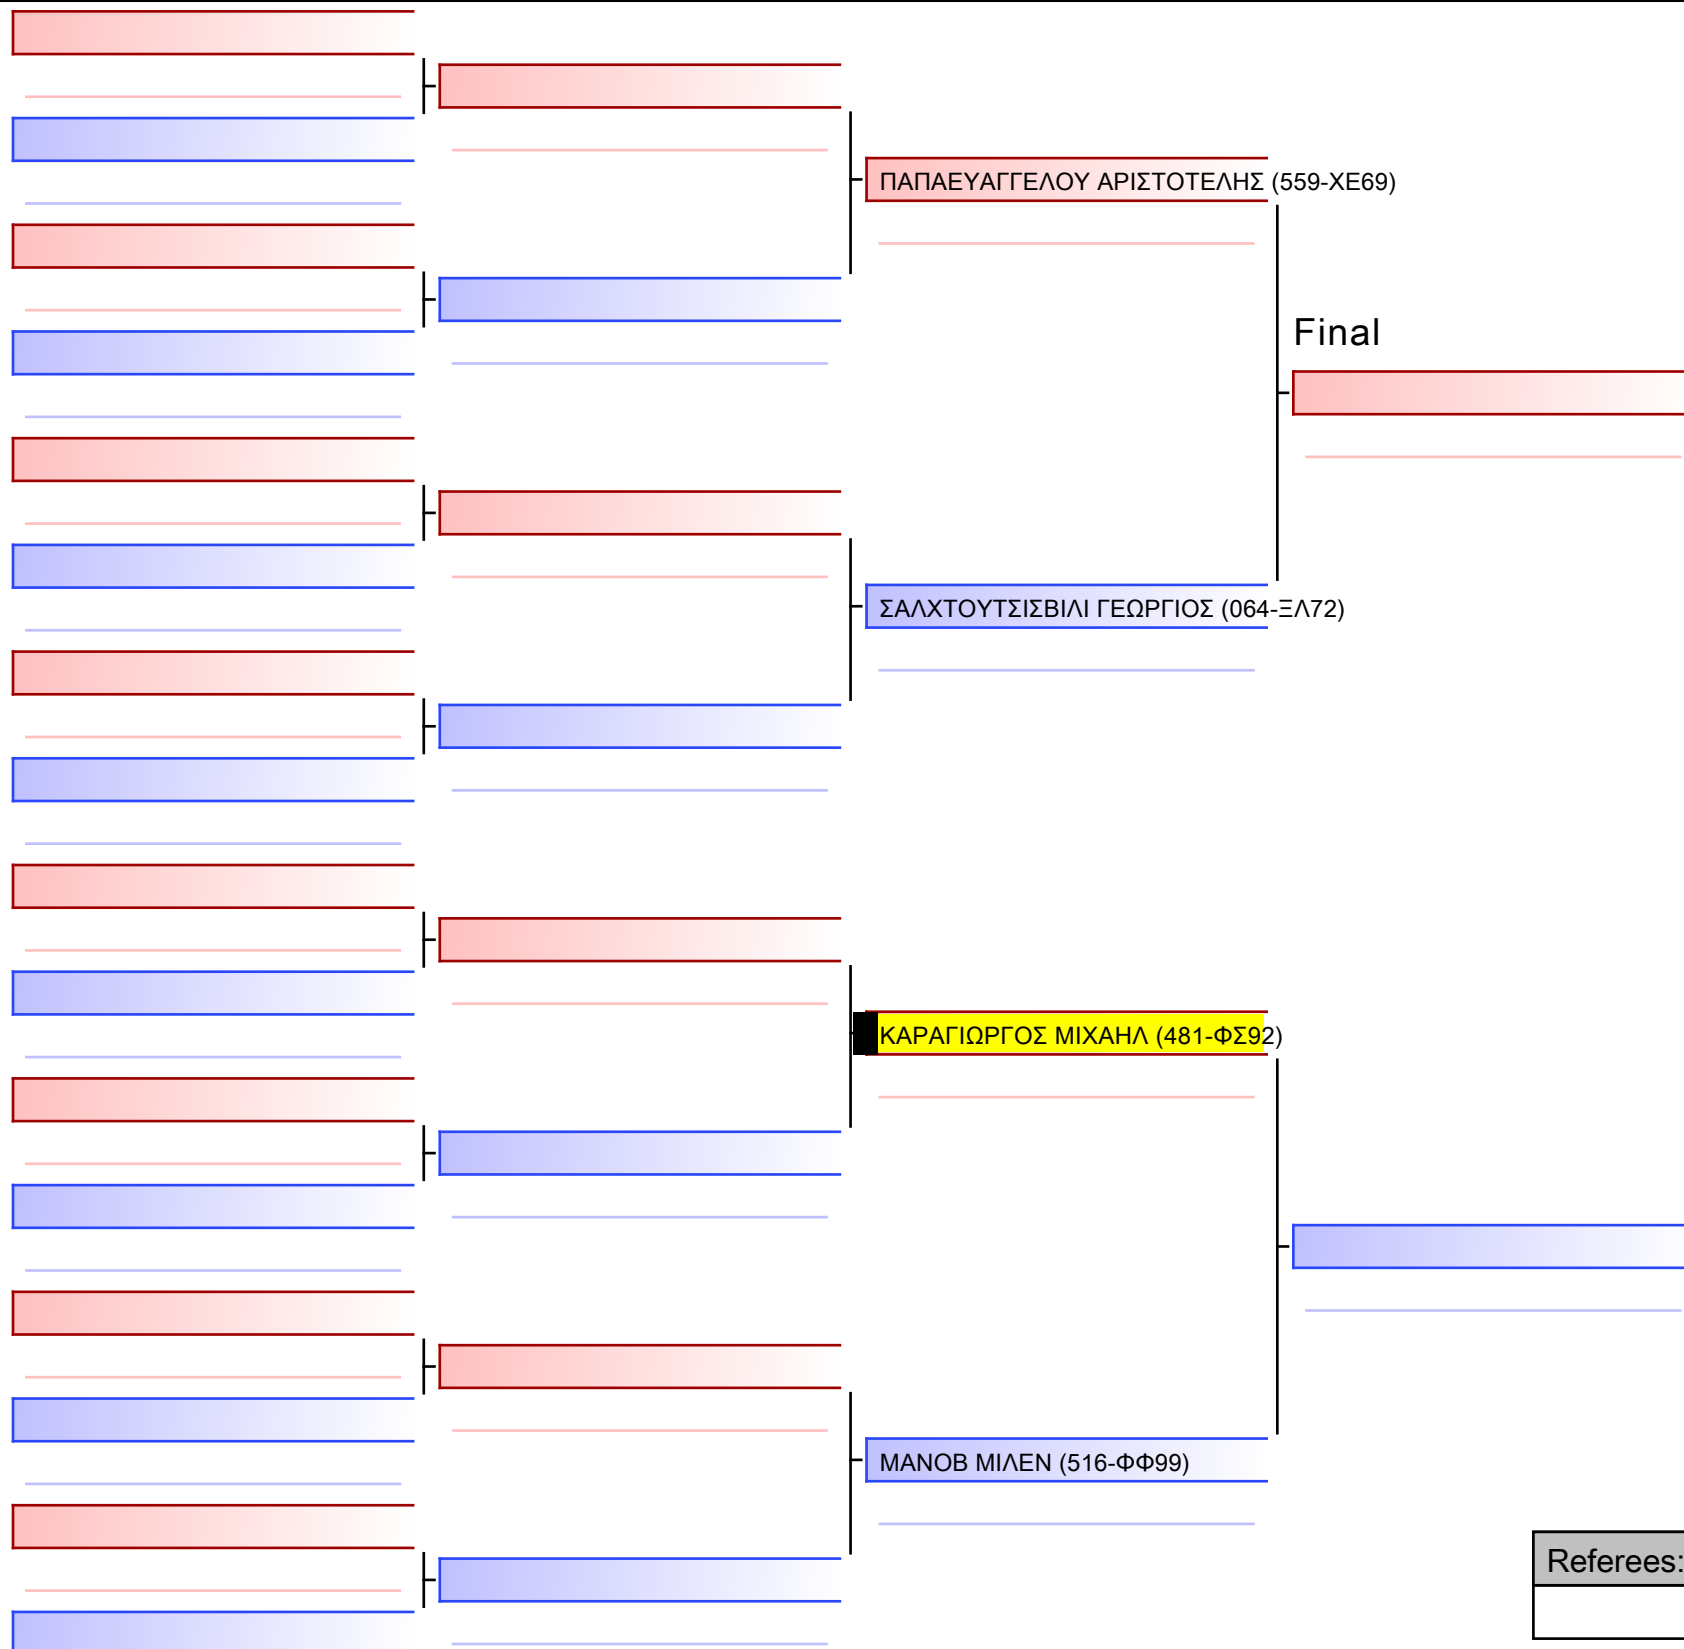 ΠΑΠΑΕΥΑΓΓΕΛΟΥ ΑΡΙΣΤΟΤΕΛΗΣ (559-ΧΕ69)
Final
ΣΑΛΧΤΟΥΤΣΙΣΒΙΛΙ ΓΕΩΡΓΙΟΣ (064-ΞΛ72)
ΚΑΡΑΓΙΩΡΓΟΣ ΜΙΧΑΗΛ (481-ΦΣ92)
ΜΑΝΟΒ ΜΙΛΕΝ (516-ΦΦ99)
Referees: